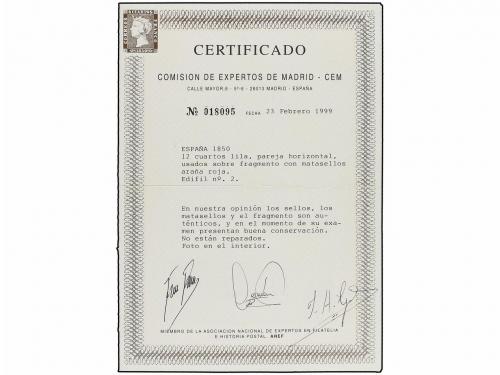 CERTIFICADO
COMISION DE EXPERTOS DE MADRID - CEM
CALLE MAYOR, 6 - 5º-6 - 28013 MADRID - ESPAÑA
Nº 018095 FECHA 23 Febrero 1999
ESPAÑA 1850
12 cuartos lila, pareja horizontal,
usados sobre fragmento con matasellos
araña roja.
Edifil nº. 2.
En nuestra opinión los sellos, los
matasellos y el fragmento son au-
ténticos, y en el momento de su exa-
men presentan buena conservación.
No están reparados.
Foto en el interior.
MIEMBRO DE LA ASOCIACION NACIONAL DE EXPERTOS EN FILATELIA
E HISTORIA POSTAL. ANEF